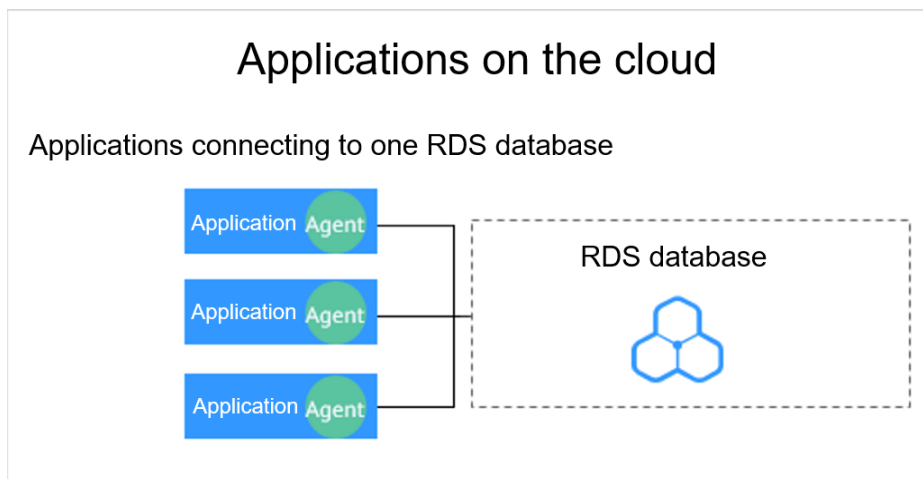 Applications on the cloud
Applications connecting to one RDS database
Application Agent
RDS database
Application Agent
Application Agent